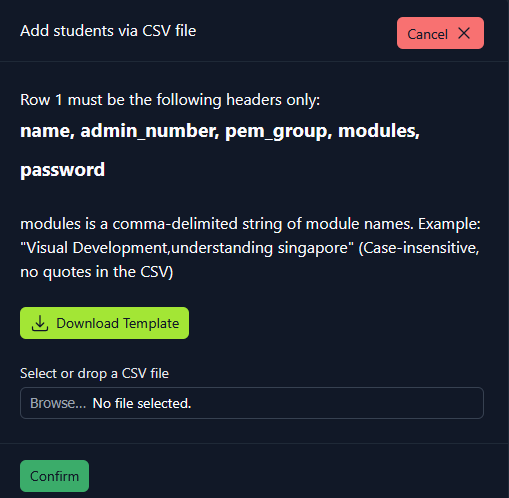 Add students via CSV file
Cancel
Row 1 must be the following headers only:
name, admin_number, pem_group, modules,
password
modules is a comma-delimited string of module names. Example:
"Visual Development,understanding singapore" (Case-insensitive,
no quotes in the CSV)
Download Template
Select or drop a CSV file
Browse... No file selected.
Confirm